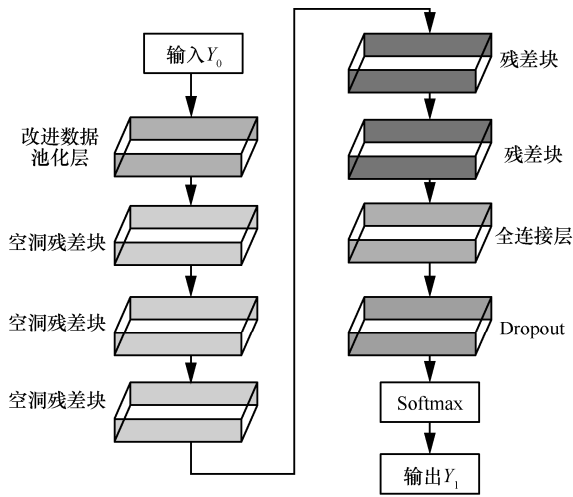 输入Y₀
改进数据
池化层
空洞残差块
空洞残差块
空洞残差块
残差块
残差块
全连接层
Dropout
Softmax
输出Y₁